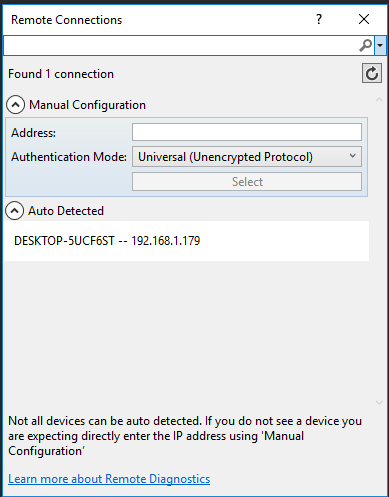 Remote Connections
Found 1 connection
Manual Configuration
Address:
Authentication Mode: Universal (Unencrypted Protocol)
Select
Auto Detected
DESKTOP-5UCF6ST -- 192.168.1.179
Not all devices can be auto detected. If you do not see a device you
are expecting directly enter the IP address using 'Manual
Configuration'
Learn more about Remote Diagnostics